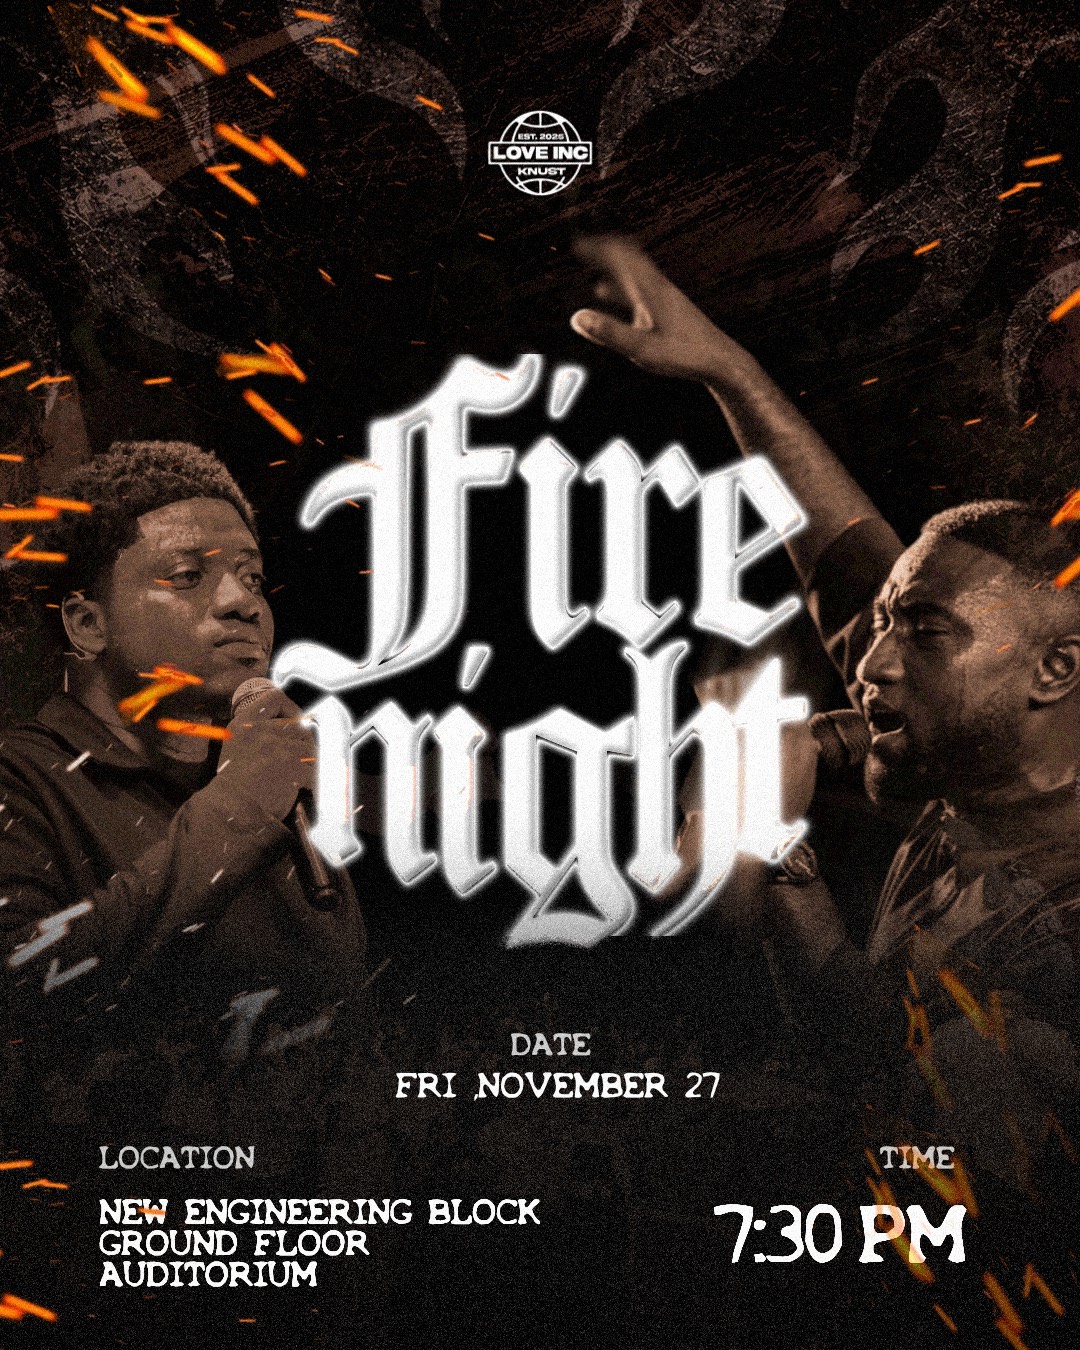 EST. 2025
LOVE INC
KNUST
Fire
night
DATE
FRI ,NOVEMBER 27
LOCATION
NEW ENGINEERING BLOCK
GROUND FLOOR
AUDITORIUM
TIME
7:30 PM